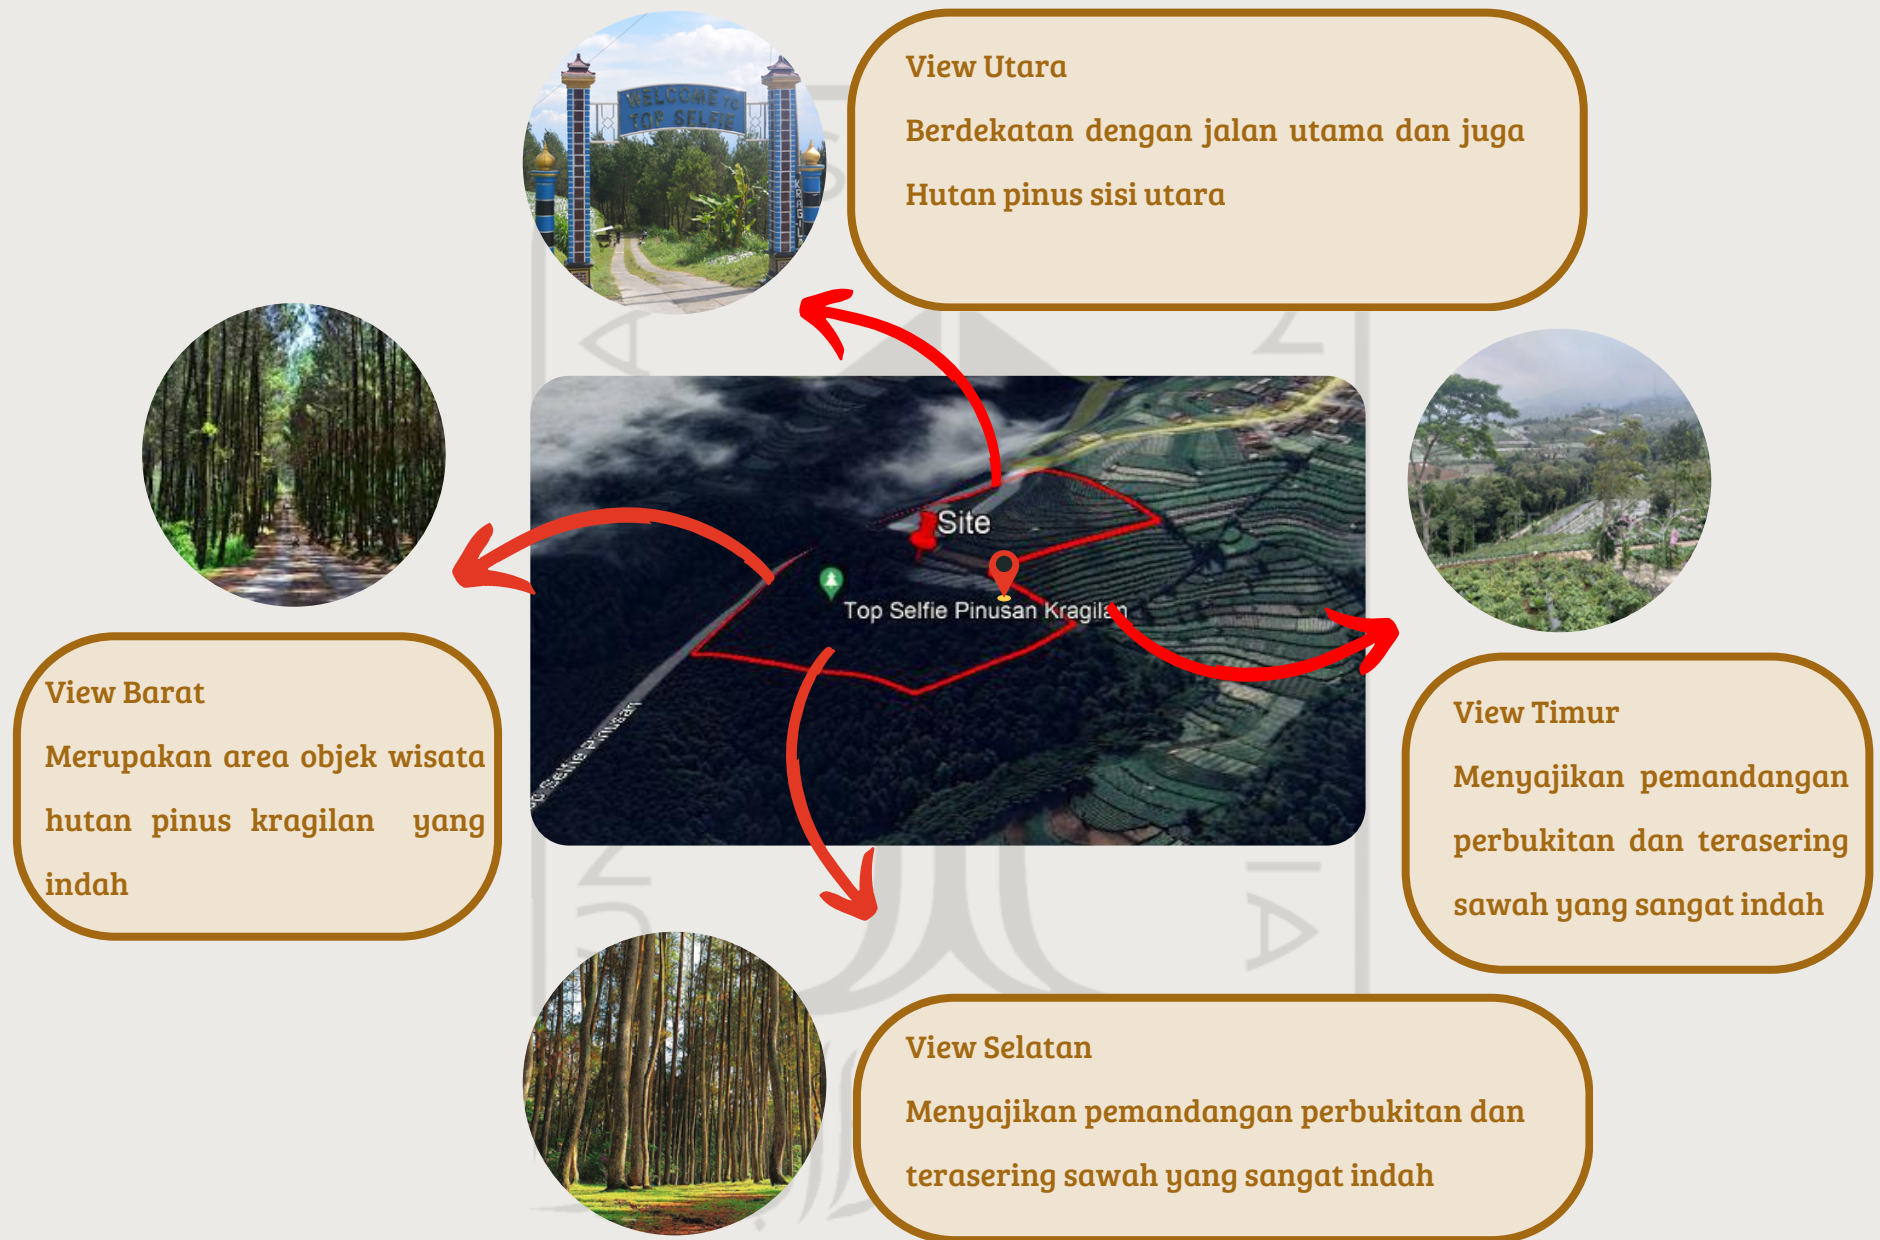 WELCOME TO
TOP SELFIE
View Utara
Berdekatan dengan jalan utama dan juga
Hutan pinus sisi utara
Site
Top Selfie Pinusan Kragilan
Selfie Pinusan
View Barat
Merupakan area objek wisata
hutan pinus kragilan yang
indah
View Timur
Menyajikan pemandangan
perbukitan dan terasering
sawah yang sangat indah
View Selatan
Menyajikan pemandangan perbukitan dan
terasering sawah yang sangat indah